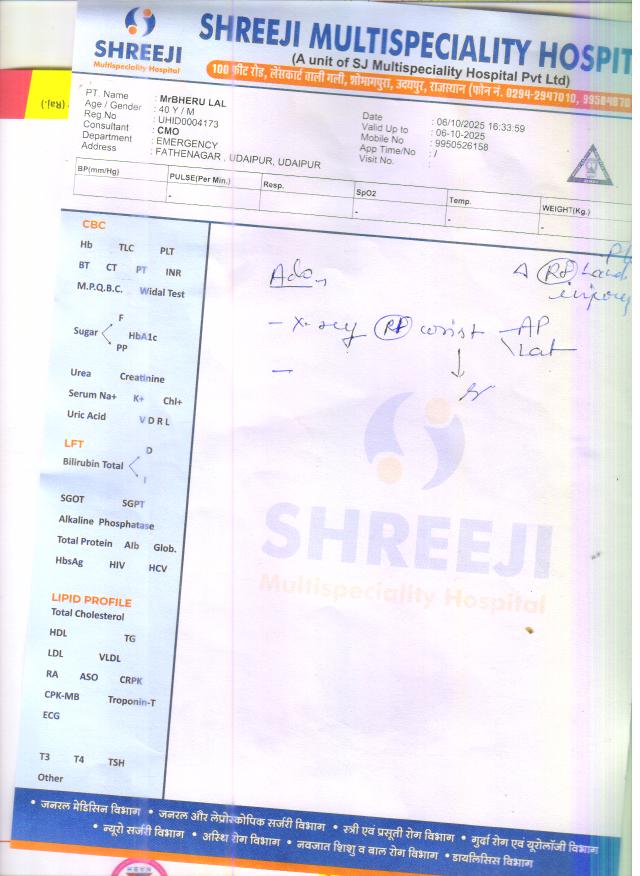 SHREEJI MULTISPECIALITY HOSPIT
(A unit of SJ Multispeciality Hospital Pvt Ltd)
SHREEJI
Multispeciality Hospital
100 फीट रोड, लेंसकार्ट वाली गली, शोभागपुरा, उदयपुर, राजस्थान (फोन नं. 0294-2947010,
PT. Name : MrBHERU LAL
Age / Gender : 40 Y / M
Reg.No : UHID0004173
Consultant : CMO
Department : EMERGENCY
Address : FATHENAGAR , UDAIPUR, UDAIPUR
Date : 06/10/2025 16:33:59
Valid Up to : 06-10-2025
Mobile No : 9950526158
App Time/No : /
Visit No. :
BP(mm/Hg) PULSE(Per Min.) Resp. SpO2 Temp. WEIGHT(Kg.)
- - - -
CBC
Hb TLC PLT
BT CT PT INR
M.P.Q.B.C. Widal Test
F
Sugar HbA1c
PP
Urea Creatinine
Serum Na+ K+ Chl+
Uric Acid V D R L
LFT
D
Bilirubin Total
I
SGOT SGPT
Alkaline Phosphatase
Total Protein Alb Glob.
HbsAg HIV HCV
LIPID PROFILE
Total Cholesterol
HDL TG
LDL VLDL
RA ASO CRPK
CPK-MB Troponin-T
ECG
T3 T4 TSH
Other
Rt hand
injury
Adv,
- X-ray Rt wrist - AP
Lat
-
SHREEJI
Multispeciality Hospital
• जनरल मेडिसिन विभाग • जनरल और लेप्रोस्कोपिक सर्जरी विभाग • स्त्री एवं प्रसूती रोग विभाग • गुर्दा रोग एवं यूरोलॉजी विभाग
• न्यूरो सर्जरी विभाग • अस्थि रोग विभाग • नवजात शिशु व बाल रोग विभाग • डायलिसिस विभाग